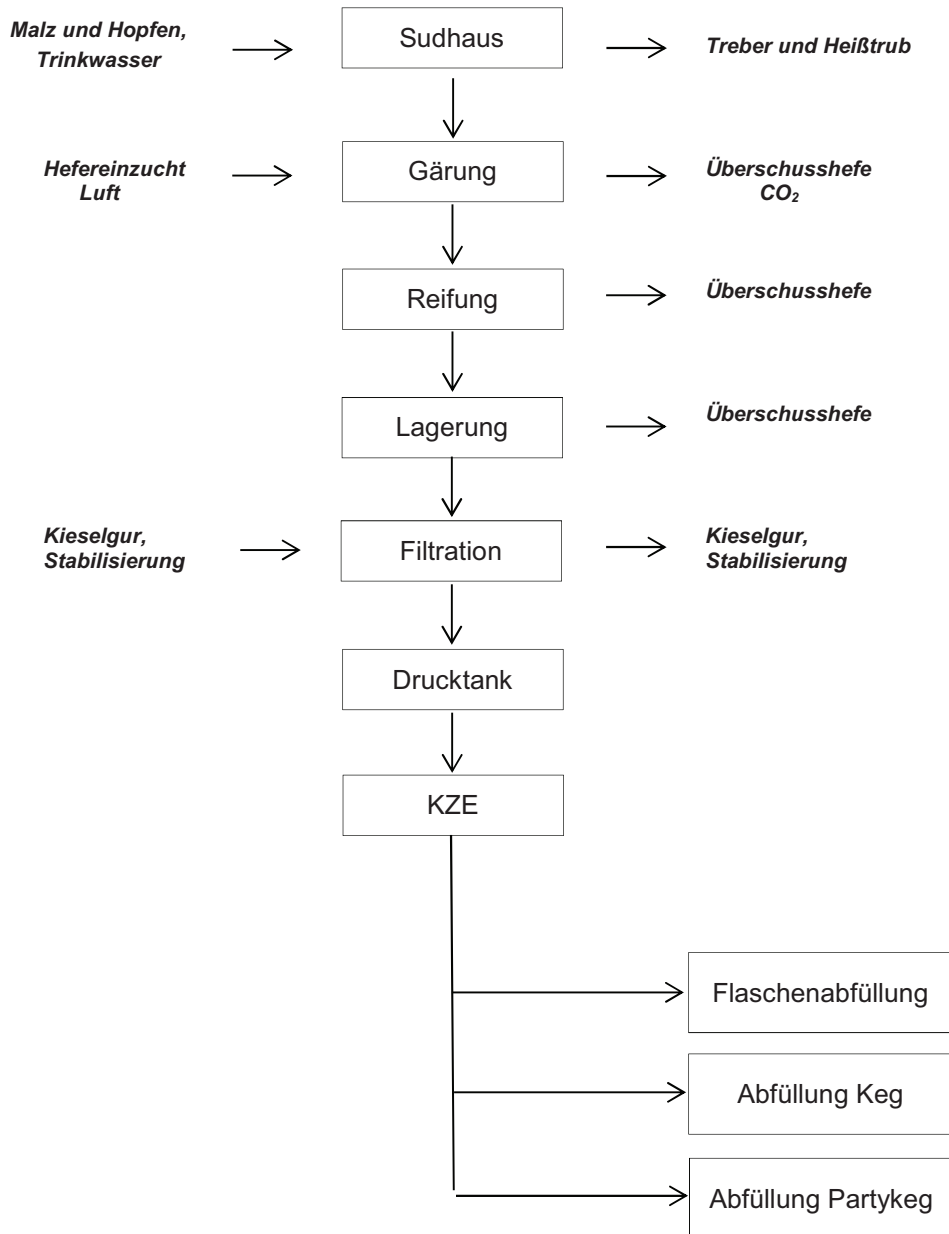 Malz und Hopfen,
Trinkwasser
Sudhaus
Treber und Heißtrub
Hefereinzucht
Luft
Gärung
Überschusshefe
CO₂
Reifung
Überschusshefe
Lagerung
Überschusshefe
Kieselgur,
Stabilisierung
Filtration
Kieselgur,
Stabilisierung
Drucktank
KZE
Flaschenabfüllung
Abfüllung Keg
Abfüllung Partykeg